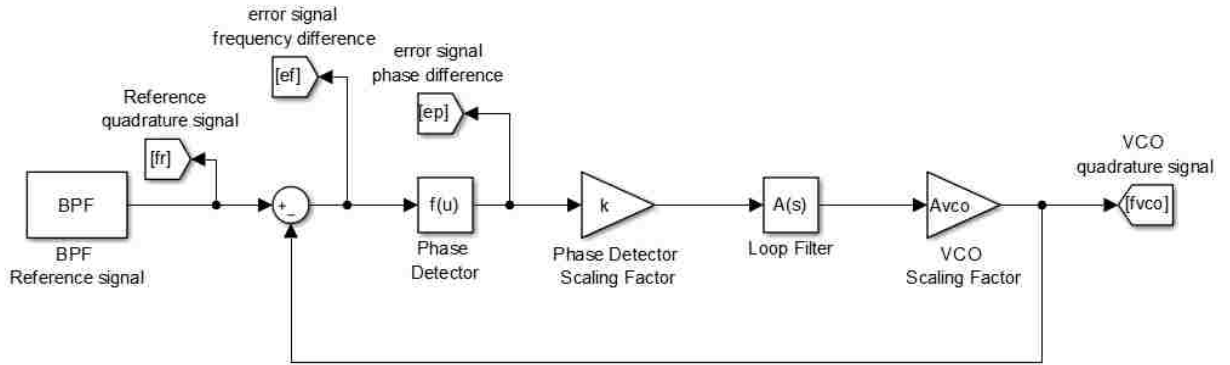 error signal
frequency difference
[ef]
error signal
phase difference
[ep]
Reference
quadrature signal
[fr]
VCO
quadrature signal
[fvco]
BPF
+
_
f(u)
k
A(s)
Avco
BPF
Reference signal
Phase
Detector
Phase Detector
Scaling Factor
Loop Filter
VCO
Scaling Factor